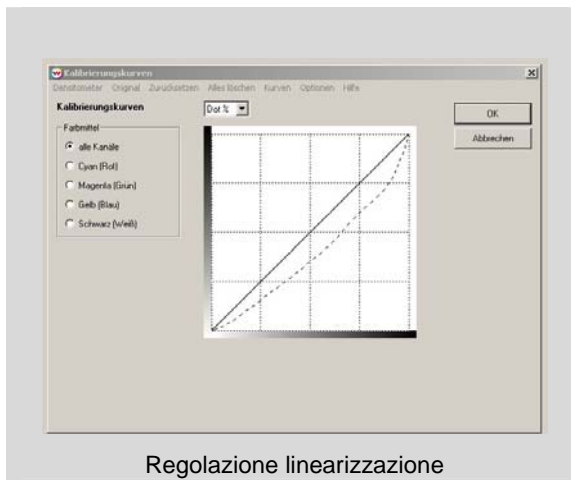 Kalibrierungskurven
Densitometer Original Zurücksetzen Alles löschen Kurven Optionen Hilfe
Kalibrierungskurven
Dot %
OK
Abbrechen
Farbmittel
alle Kanäle
Cyan (Rot)
Magenta (Grün)
Gelb (Blau)
Schwarz (Weiß)
Regolazione linearizzazione